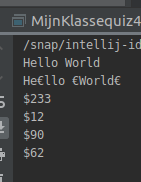 MijnKlassequiz4
/snap/intellij-id
Hello World
He€llo €World€
$233
$12
$90
$62